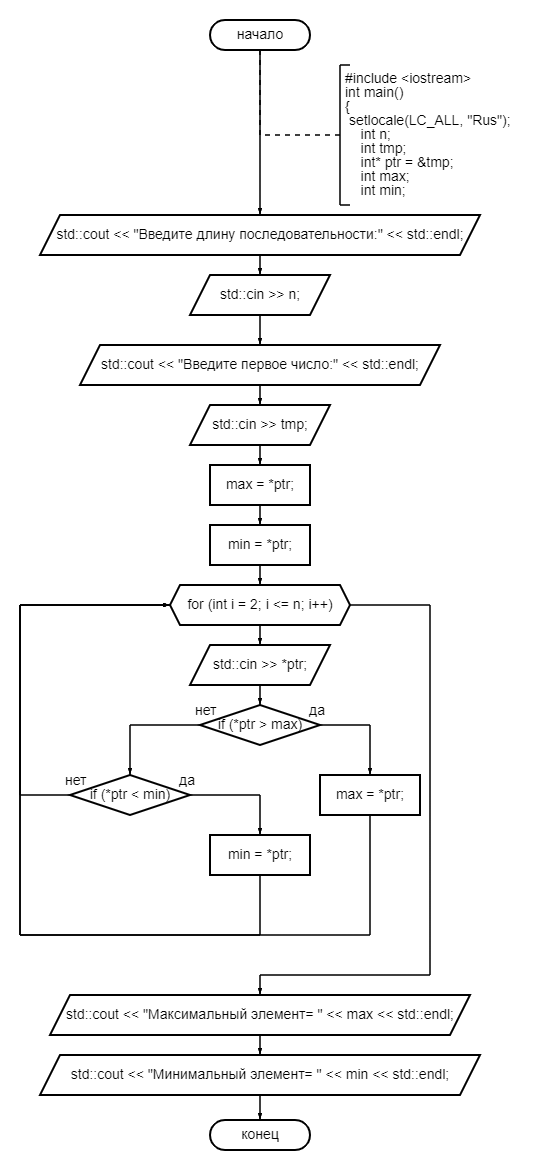 начало
#include <iostream>
int main()
{
setlocale(LC_ALL, "Rus");
int n;
int tmp;
int* ptr = &tmp;
int max;
int min;
std::cout << "Введите длину последовательности:" << std::endl;
std::cin >> n;
std::cout << "Введите первое число:" << std::endl;
std::cin >> tmp;
max = *ptr;
min = *ptr;
for (int i = 2; i <= n; i++)
std::cin >> *ptr;
нет
да
if (*ptr > max)
нет
да
if (*ptr < min)
max = *ptr;
min = *ptr;
std::cout << "Максимальный элемент= " << max << std::endl;
std::cout << "Минимальный элемент= " << min << std::endl;
конец